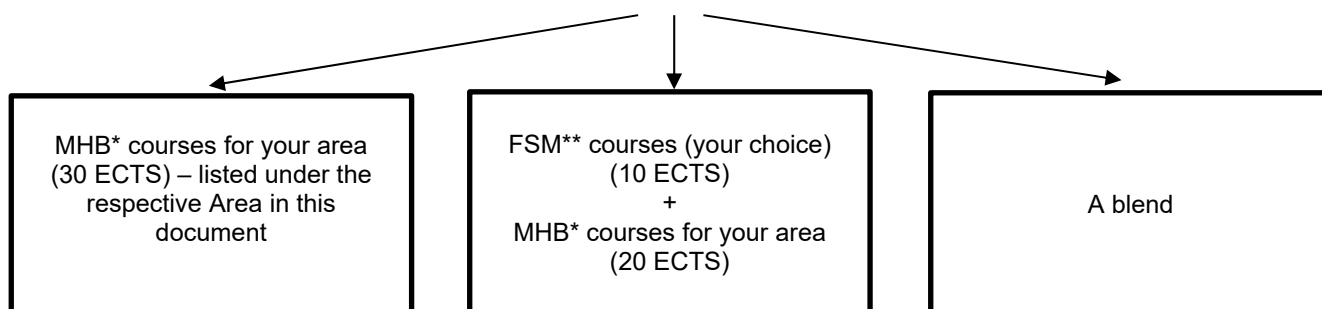 MHB* courses for your area
(30 ECTS) – listed under the
respective Area in this
document
FSM** courses (your choice)
(10 ECTS)
+
MHB* courses for your area
(20 ECTS)
A blend